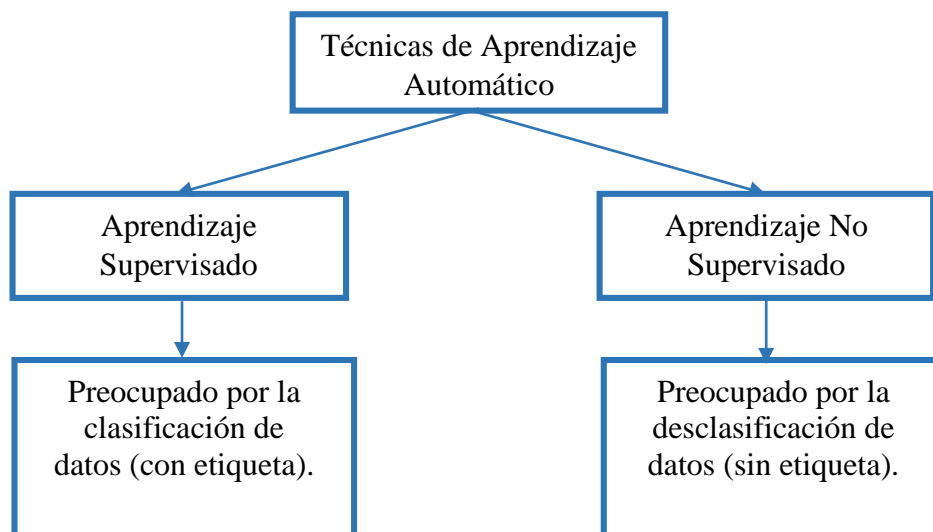 Técnicas de Aprendizaje
Automático
Aprendizaje
Supervisado
Aprendizaje No
Supervisado
Preocupado por la
clasificación de
datos (con etiqueta).
Preocupado por la
desclasificación de
datos (sin etiqueta).